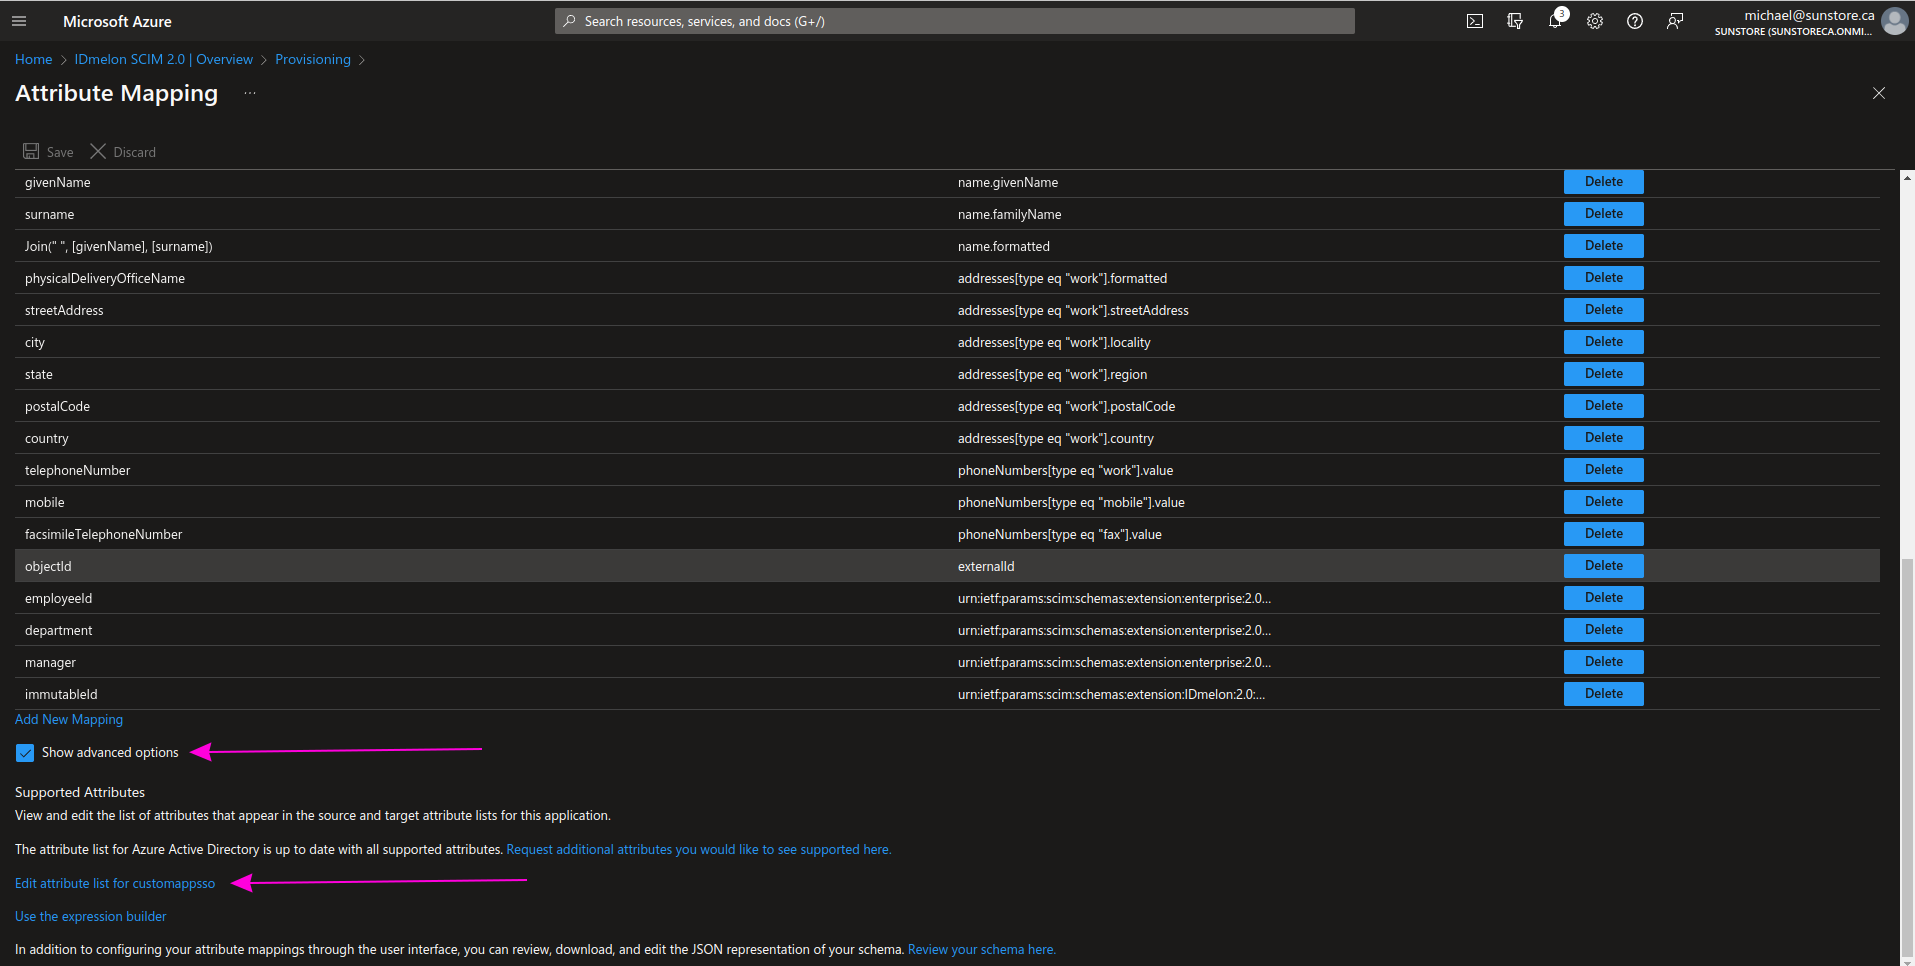 Microsoft Azure
Search resources, services, and docs (G+/)
3
michael@sunstore.ca
SUNSTORE (SUNSTORECA.ONMI...
Home > IDmelon SCIM 2.0 | Overview > Provisioning >
Attribute Mapping ...
Save Discard
givenName name.givenName Delete
surname name.familyName Delete
Join(" ", [givenName], [surname]) name.formatted Delete
physicalDeliveryOfficeName addresses[type eq "work"].formatted Delete
streetAddress addresses[type eq "work"].streetAddress Delete
city addresses[type eq "work"].locality Delete
state addresses[type eq "work"].region Delete
postalCode addresses[type eq "work"].postalCode Delete
country addresses[type eq "work"].country Delete
telephoneNumber phoneNumbers[type eq "work"].value Delete
mobile phoneNumbers[type eq "mobile"].value Delete
facsimileTelephoneNumber phoneNumbers[type eq "fax"].value Delete
objectId externalId Delete
employeeId urn:ietf:params:scim:schemas:extension:enterprise:2.0... Delete
department urn:ietf:params:scim:schemas:extension:enterprise:2.0... Delete
manager urn:ietf:params:scim:schemas:extension:enterprise:2.0... Delete
immutableId urn:ietf:params:scim:schemas:extension:IDmelon:2.0:... Delete
Add New Mapping
Show advanced options
Supported Attributes
View and edit the list of attributes that appear in the source and target attribute lists for this application.
The attribute list for Azure Active Directory is up to date with all supported attributes. Request additional attributes you would like to see supported here.
Edit attribute list for customappsso
Use the expression builder
In addition to configuring your attribute mappings through the user interface, you can review, download, and edit the JSON representation of your schema. Review your schema here.